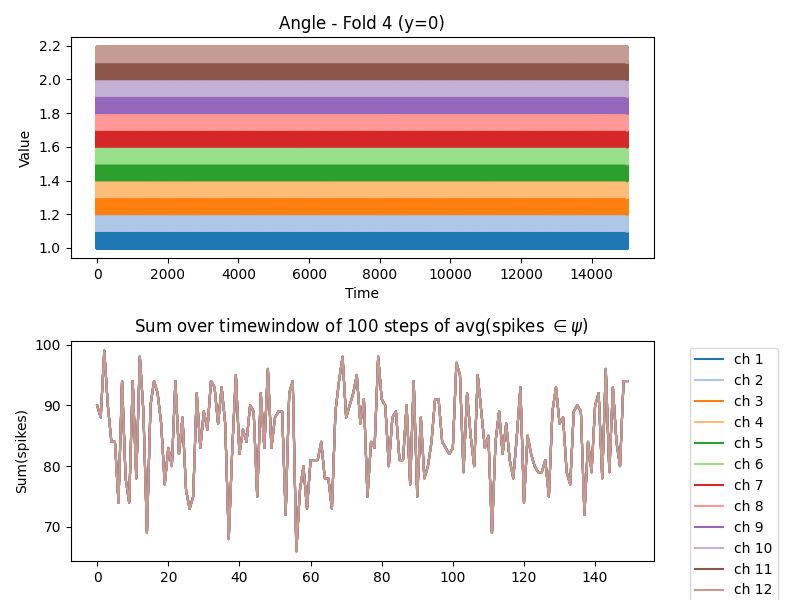 Angle - Fold 4 (y=0)
2.2
2.0
1.8
1.6
1.4
1.2
1.0
Value
0 2000 4000 6000 8000 10000 12000 14000
Time
Sum over timewindow of 100 steps of avg(spikes ∈ ψ)
100
90
80
70
Sum(spikes)
0 20 40 60 80 100 120 140
ch 1
ch 2
ch 3
ch 4
ch 5
ch 6
ch 7
ch 8
ch 9
ch 10
ch 11
ch 12